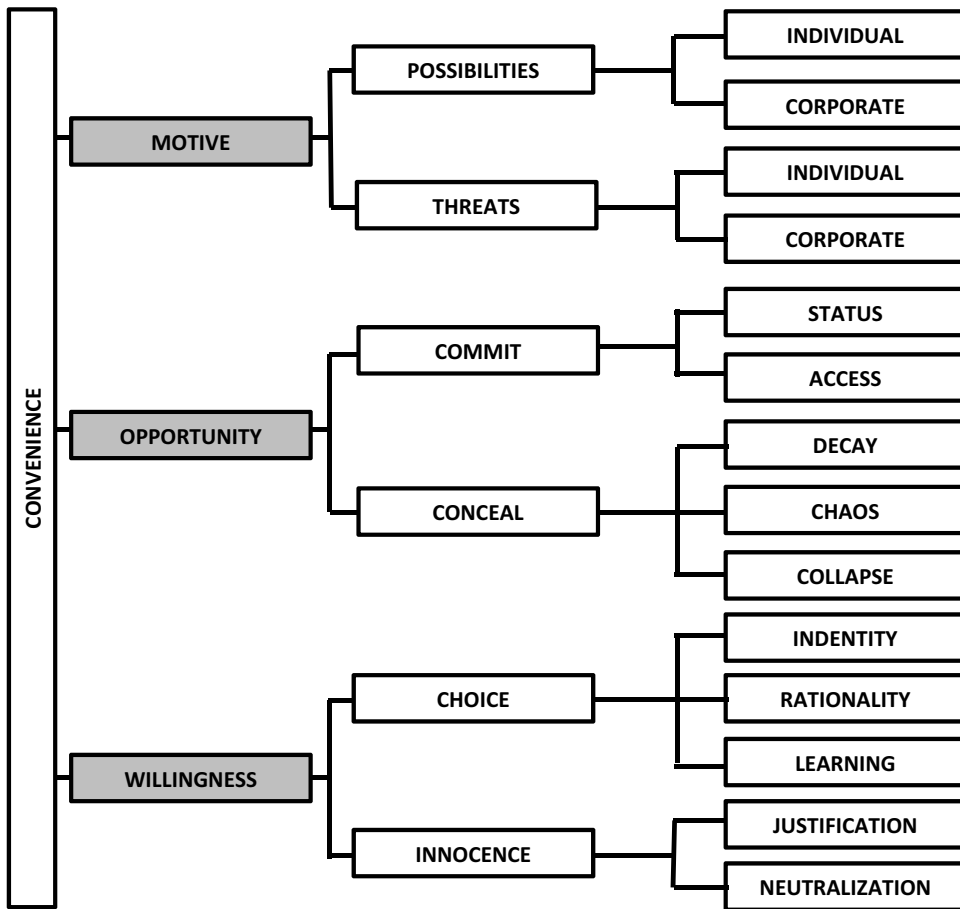 CONVENIENCE
MOTIVE
POSSIBILITIES
INDIVIDUAL
CORPORATE
THREATS
INDIVIDUAL
CORPORATE
OPPORTUNITY
COMMIT
STATUS
ACCESS
CONCEAL
DECAY
CHAOS
COLLAPSE
WILLINGNESS
CHOICE
INDENTITY
RATIONALITY
LEARNING
INNOCENCE
JUSTIFICATION
NEUTRALIZATION